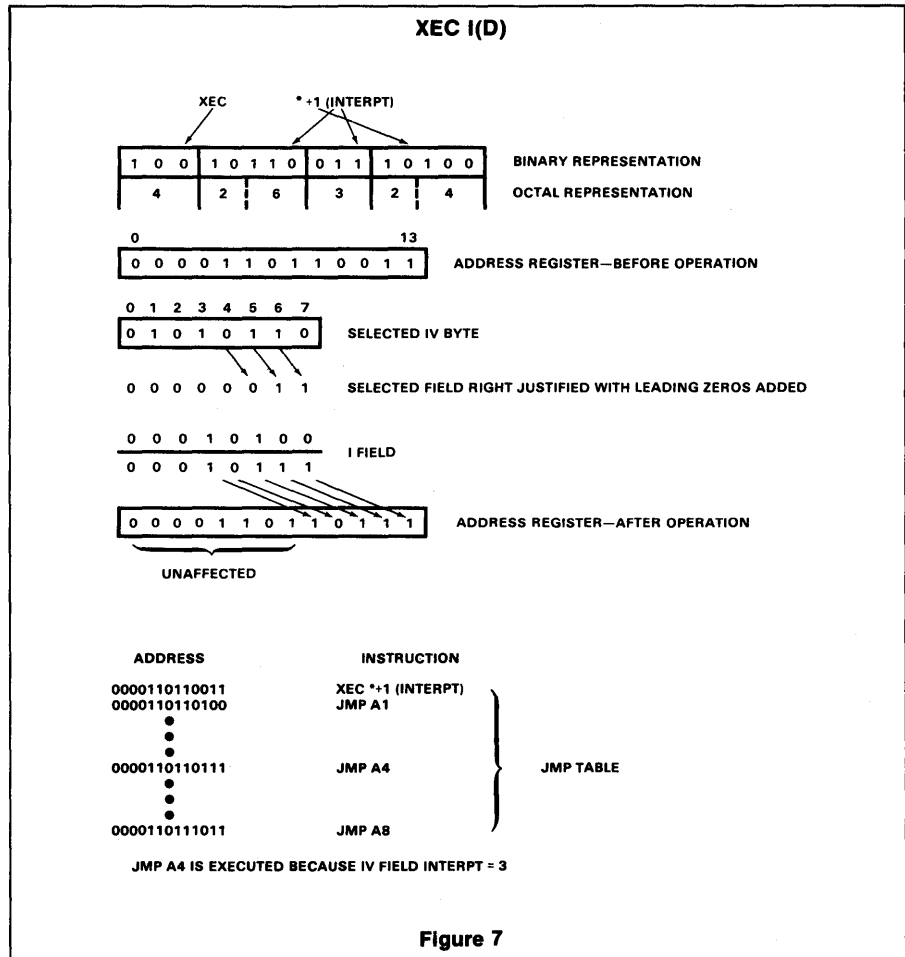 XEC I(D)
XEC * +1 (INTERPT)
1 0 0 1 0 1 1 0 0 1 1 1 0 1 0 0 BINARY REPRESENTATION
4 2 6 3 2 4 OCTAL REPRESENTATION
0 13
0 0 0 0 1 1 0 1 1 0 0 1 1 ADDRESS REGISTER—BEFORE OPERATION
0 1 2 3 4 5 6 7
0 1 0 1 0 1 1 0 SELECTED IV BYTE
0 0 0 0 0 0 1 1 SELECTED FIELD RIGHT JUSTIFIED WITH LEADING ZEROS ADDED
0 0 0 1 0 1 0 0
I FIELD
0 0 0 1 0 1 1 1
0 0 0 0 1 1 0 1 1 0 1 1 1 ADDRESS REGISTER—AFTER OPERATION
UNAFFECTED
ADDRESS INSTRUCTION
0000110110011 XEC *+1 (INTERPT)
0000110110100 JMP A1
0000110110111 JMP A4 JMP TABLE
0000110111011 JMP A8
JMP A4 IS EXECUTED BECAUSE IV FIELD INTERPT = 3
Figure 7